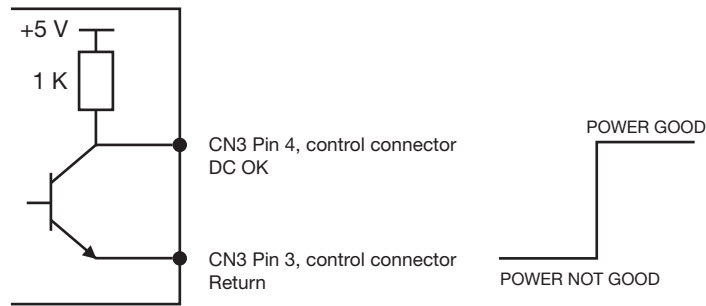 +5 V
1 K
CN3 Pin 4, control connector
DC OK
CN3 Pin 3, control connector
Return
POWER GOOD
POWER NOT GOOD